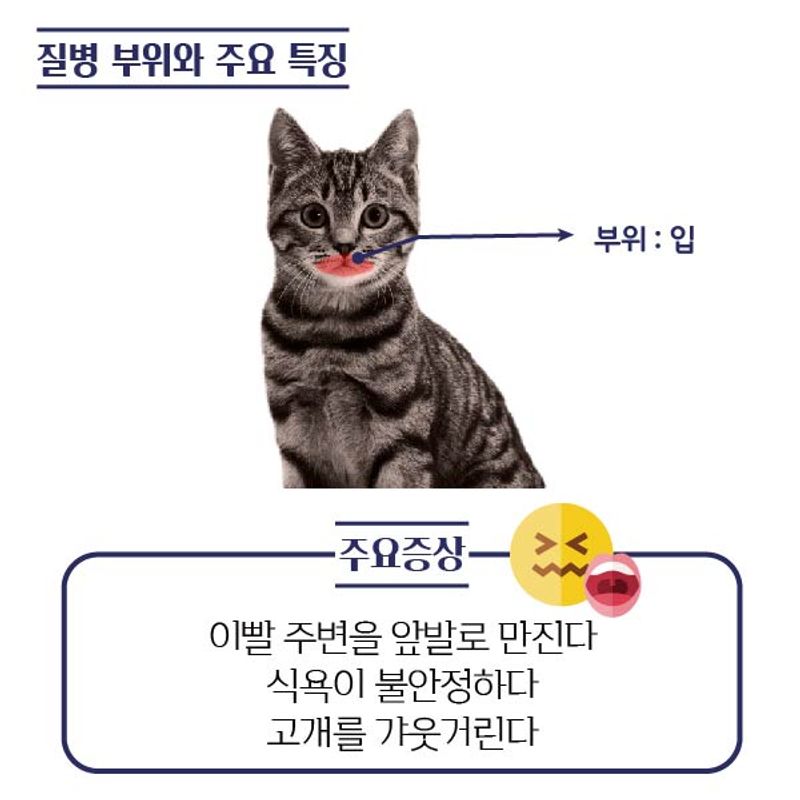 질병 부위와 주요 특징
부위 : 입
주요증상
이빨 주변을 앞발로 만진다
식욕이 불안정하다
고개를 갸웃거린다